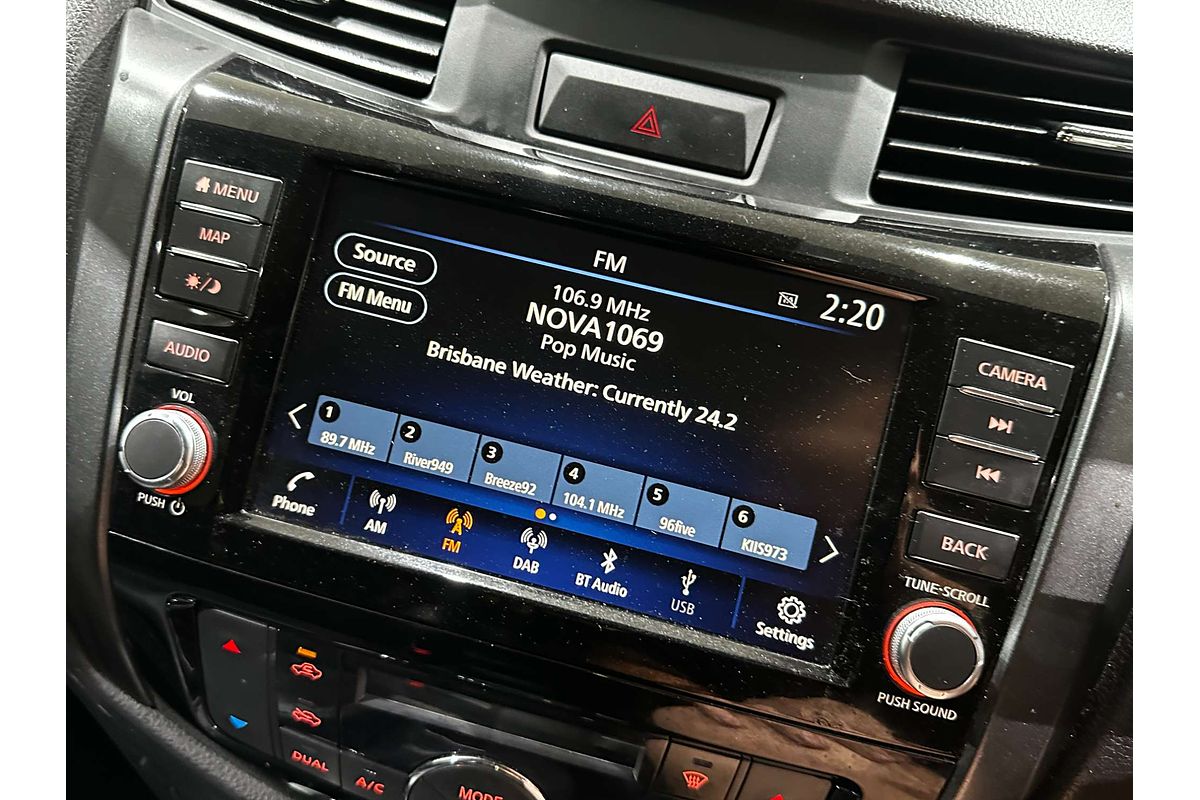 MENU
MAP
AUDIO
VOL
PUSH
Source
FM Menu
FM
TA
2:20
106.9 MHz
NOVA1069
Pop Music
Brisbane Weather: Currently 24.2
1
89.7 MHz
2
River949
3
Breeze92
4
104.1 MHz
5
96five
6
KIIS973
Phone
AM
FM
DAB
BT Audio
USB
Settings
CAMERA
BACK
TUNE-SCROLL
PUSH SOUND
DUAL
A/C
MODE